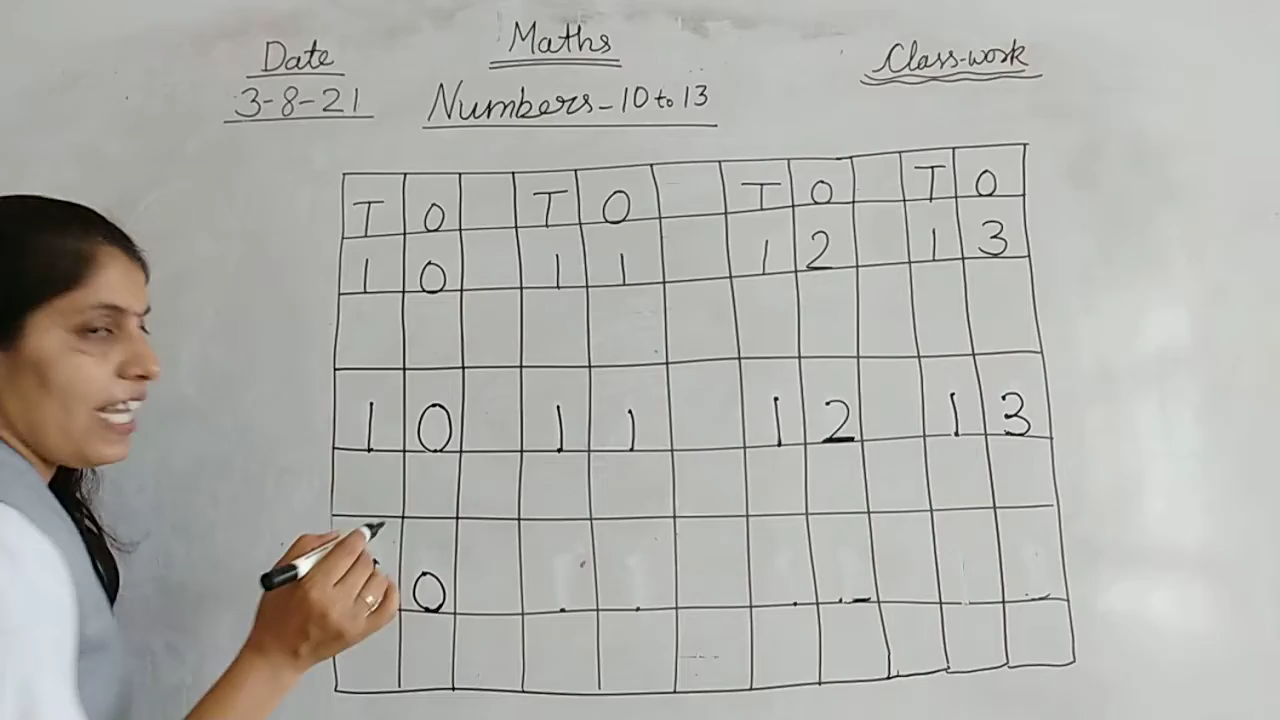 Date Maths Class-work
3-8-21 Numbers-10 to 13
T O T O T O T O
1 0 1 1 1 2 1 3
1 0 1 1 1 2 1 3
0